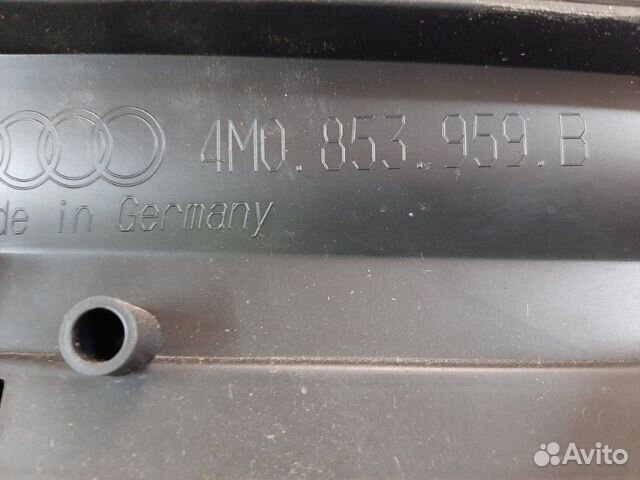 4M0.853.959.B
de in Germany
Avito